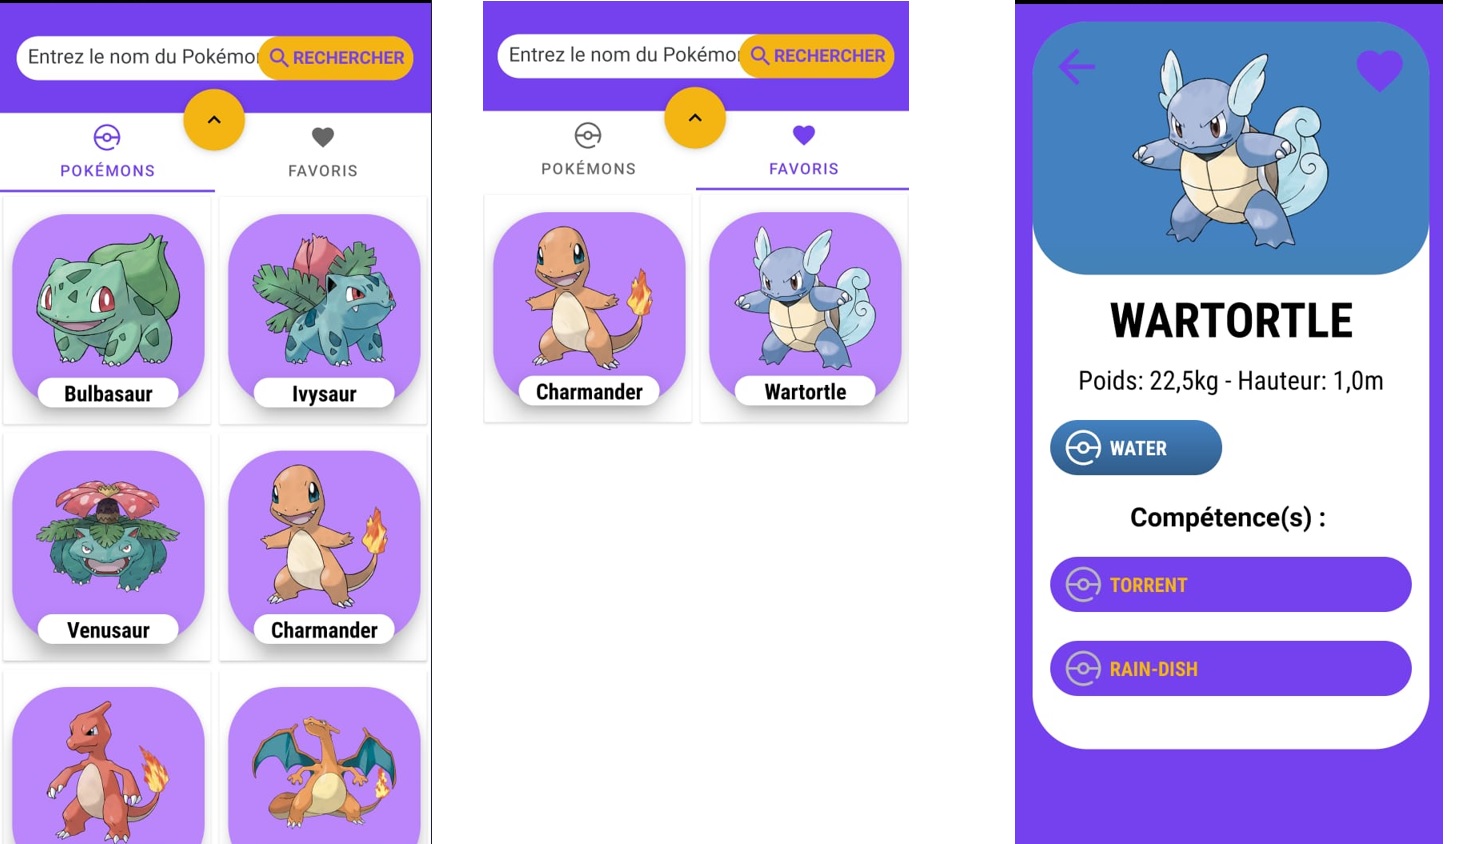 Entrez le nom du Pokémo
RECHERCHER
POKÉMONS
FAVORIS
Bulbasaur
Ivysaur
Venusaur
Charmander
Entrez le nom du Pokémo
RECHERCHER
POKÉMONS
FAVORIS
Charmander
Wartortle
WARTORTLE
Poids: 22,5kg - Hauteur: 1,0m
WATER
Compétence(s) :
TORRENT
RAIN-DISH